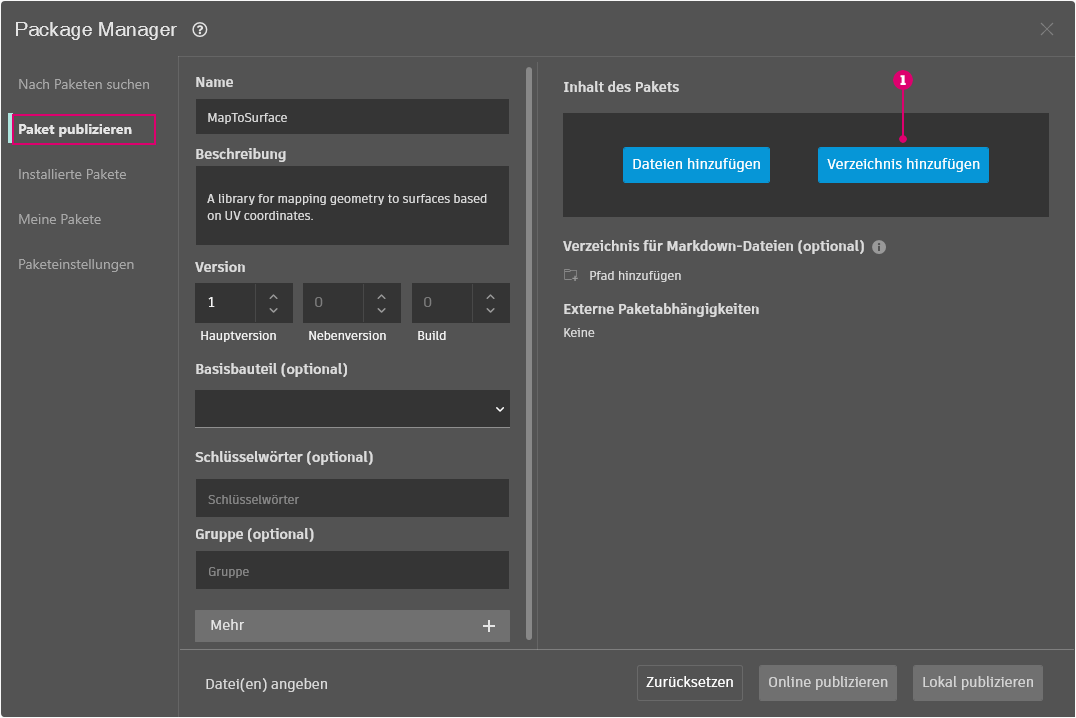 Package Manager ?
Nach Paketen suchen
Paket publizieren
Installierte Pakete
Meine Pakete
Paketeinstellungen
Name
MapToSurface
Beschreibung
A library for mapping geometry to surfaces based
on UV coordinates.
Version
1 0 0
Hauptversion Nebenversion Build
Basisbauteil (optional)
Schlüsselwörter (optional)
Schlüsselwörter
Gruppe (optional)
Gruppe
Mehr +
Inhalt des Pakets
1
Dateien hinzufügen Verzeichnis hinzufügen
Verzeichnis für Markdown-Dateien (optional) i
Pfad hinzufügen
Externe Paketabhängigkeiten
Keine
Datei(en) angeben
Zurücksetzen Online publizieren Lokal publizieren